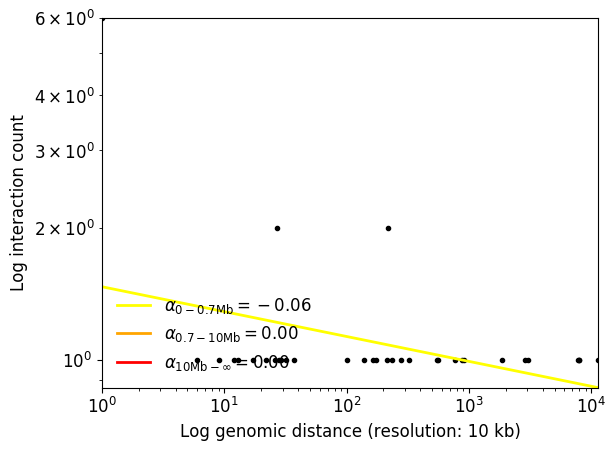 6 × 10⁰
4 × 10⁰
3 × 10⁰
2 × 10⁰
10⁰
Log interaction count
α₀₋₀.₇Mb = −0.06
α₀.₇₋₁₀Mb = 0.00
α₁₀Mb₋∞ = 0.00
10⁰ 10¹ 10² 10³ 10⁴
Log genomic distance (resolution: 10 kb)